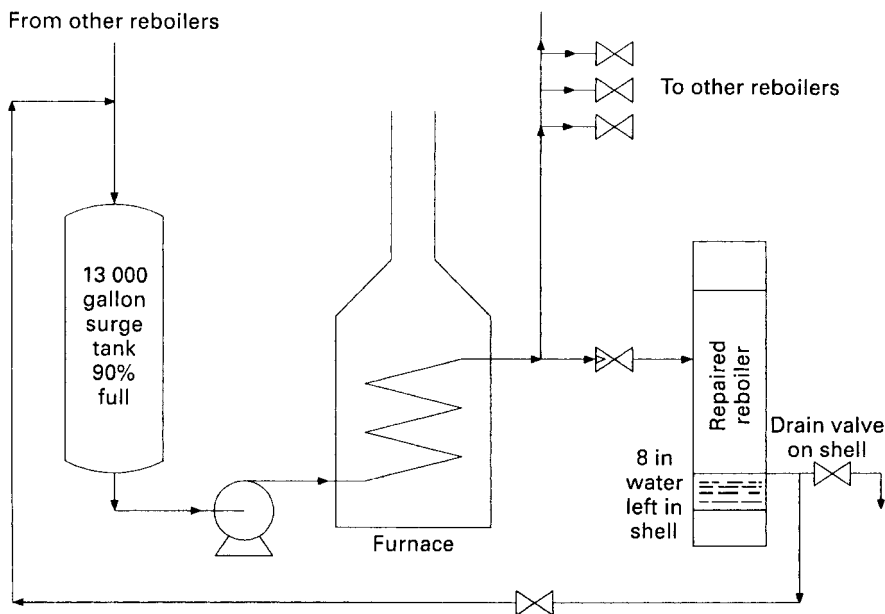 From other reboilers
To other reboilers
13 000
gallon
surge
tank
90%
full
Repaired
reboiler
Drain valve
on shell
8 in
water
left in
shell
Furnace